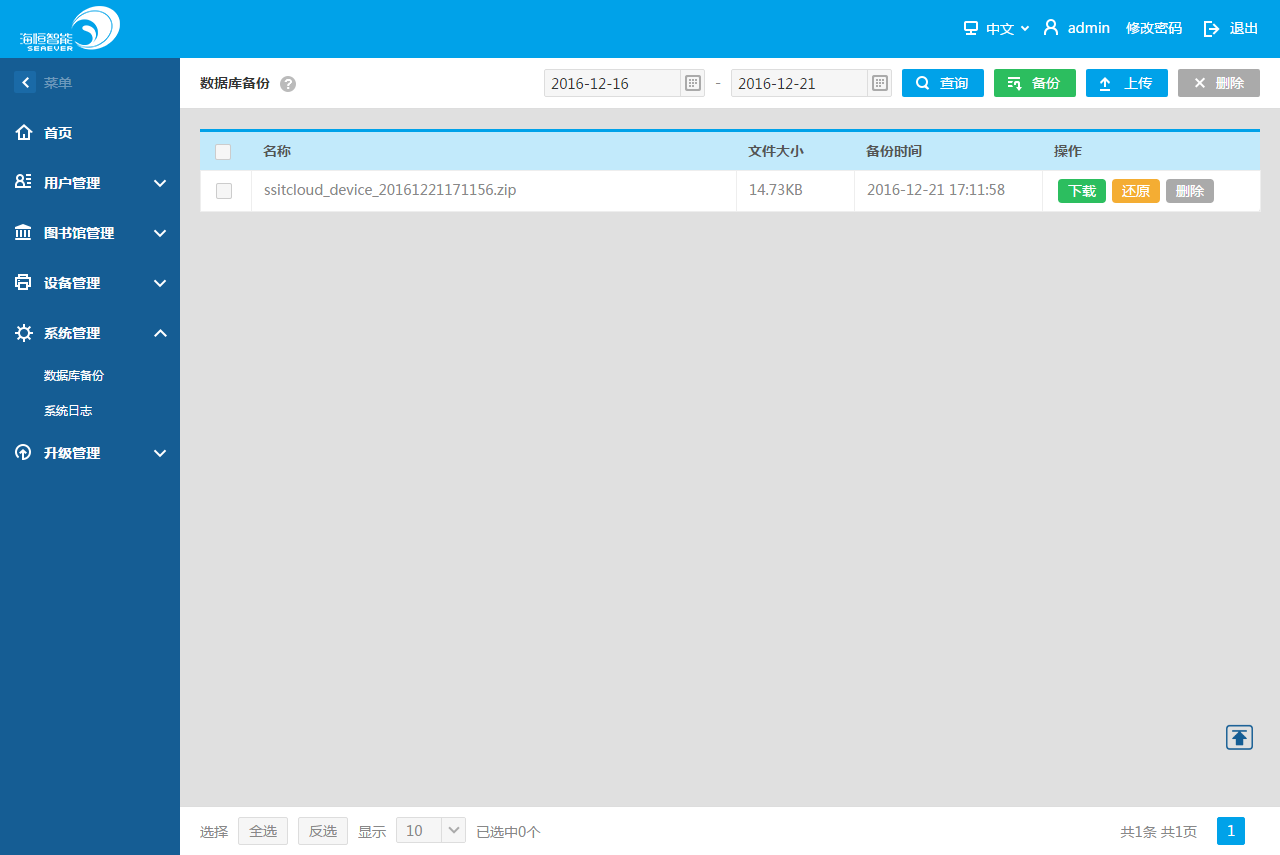 海恒智能
SEAEVER
中文 admin 修改密码 退出
菜单
首页
用户管理
图书馆管理
设备管理
系统管理
数据库备份
系统日志
升级管理
数据库备份 ? 2016-12-16 - 2016-12-21 查询 备份 上传 删除
名称 文件大小 备份时间 操作
ssitcloud_device_20161221171156.zip 14.73KB 2016-12-21 17:11:58 下载 还原 删除
选择 全选 反选 显示 10 已选中0个 共1条 共1页 1